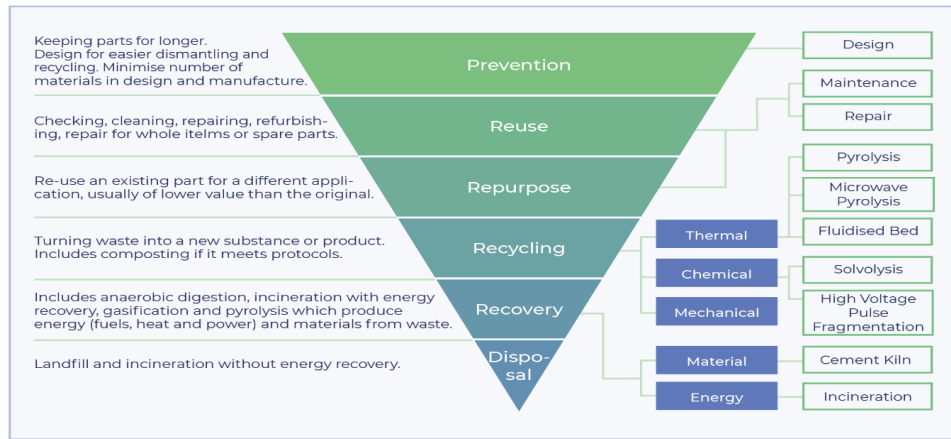 Keeping parts for longer.
Design for easier dismantling and
recycling. Minimise number of
materials in design and manufacture.
Prevention
Design
Checking, cleaning, repairing, refurbish-
ing, repair for whole itelms or spare parts.
Reuse
Maintenance
Repair
Re-use an existing part for a different appli-
cation, usually of lower value than the original.
Repurpose
Pyrolysis
Microwave
Pyrolysis
Fluidised Bed
Turning waste into a new substance or product.
Includes composting if it meets protocols.
Recycling
Thermal
Chemical
Mechanical
Solvolysis
High Voltage
Pulse
Fragmentation
Includes anaerobic digestion, incineration with energy
recovery, gasification and pyrolysis which produce
energy (fuels, heat and power) and materials from waste.
Recovery
Material
Energy
Cement Kiln
Incineration
Landfill and incineration without energy recovery.
Dispo-
sal